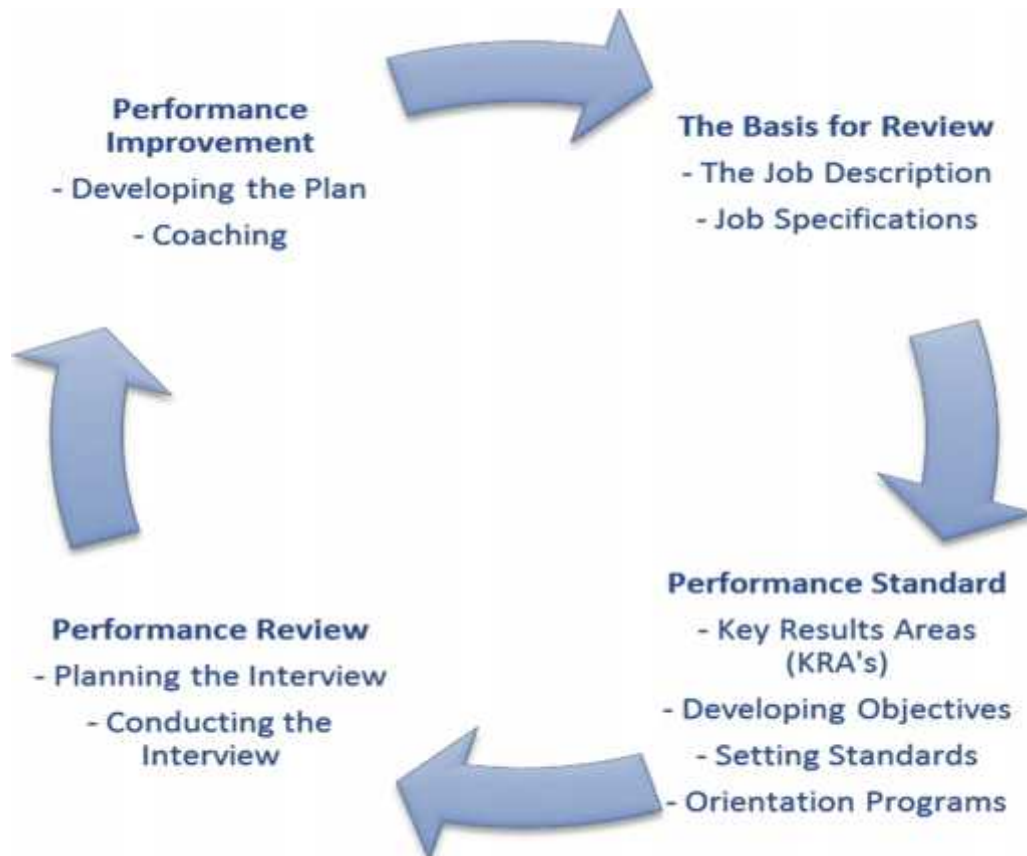 Performance
Improvement
- Developing the Plan
- Coaching
The Basis for Review
- The Job Description
- Job Specifications
Performance Standard
- Key Results Areas
(KRA's)
- Developing Objectives
- Setting Standards
- Orientation Programs
Performance Review
- Planning the Interview
- Conducting the
Interview